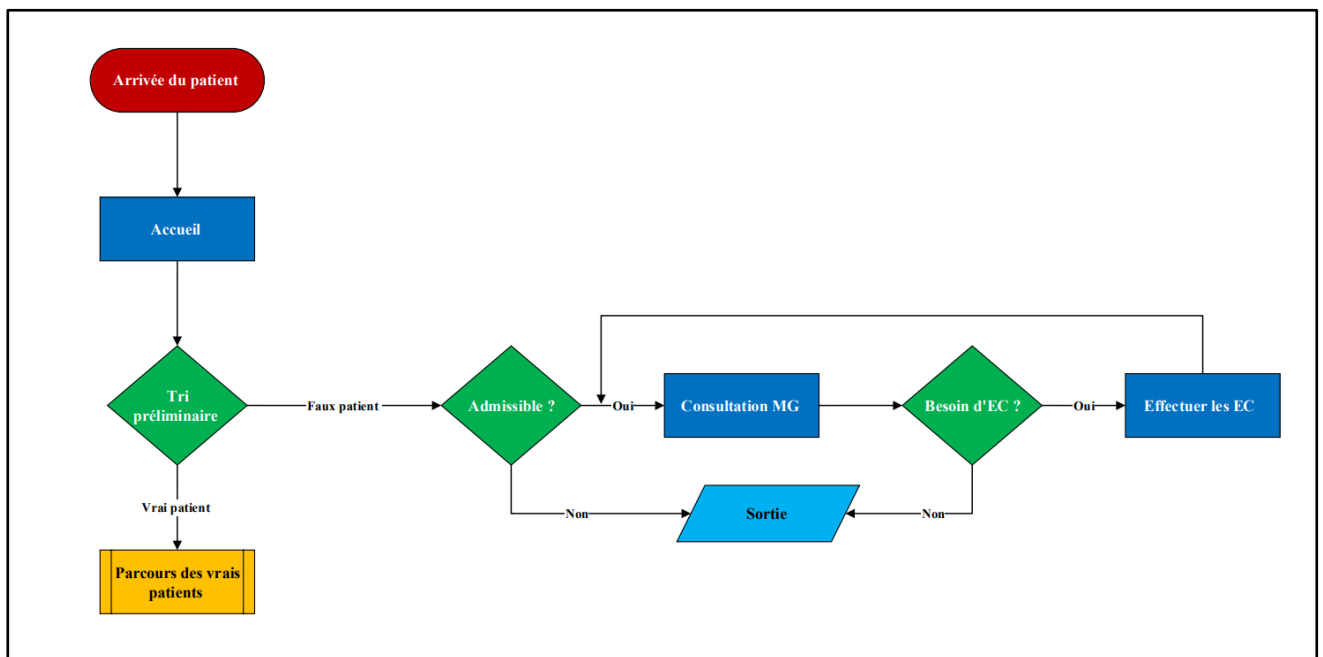 Arrivée du patient
Accueil
Tri
préliminaire
Faux patient
Admissible ?
Oui
Consultation MG
Besoin d'EC ?
Oui
Effectuer les EC
Vrai patient
Non
Sortie
Non
Parcours des vrais
patients